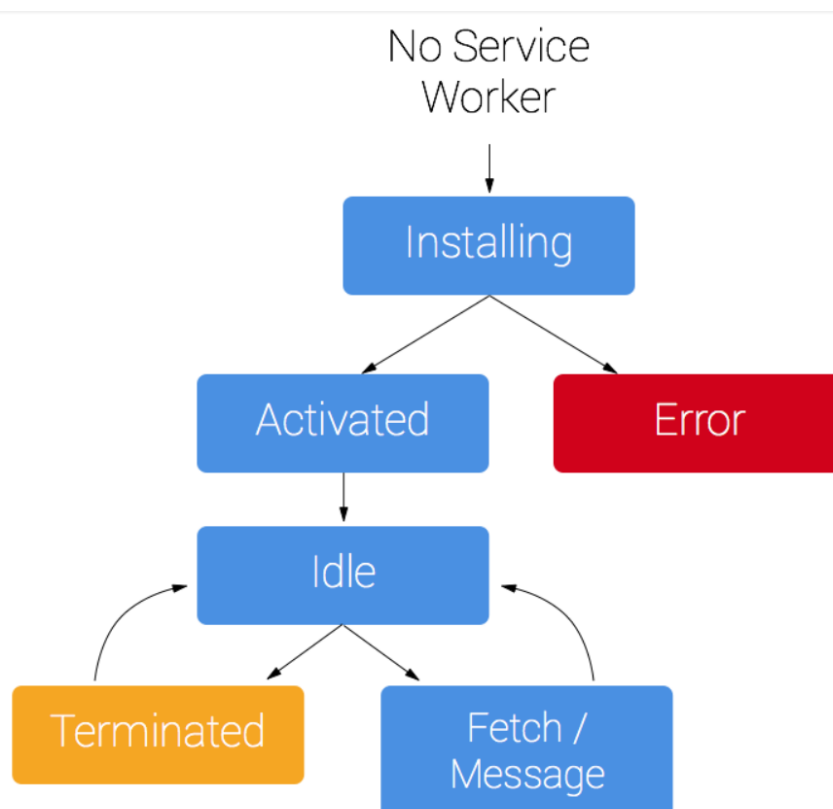 No Service
Worker
Installing
Activated
Error
Idle
Terminated
Fetch /
Message